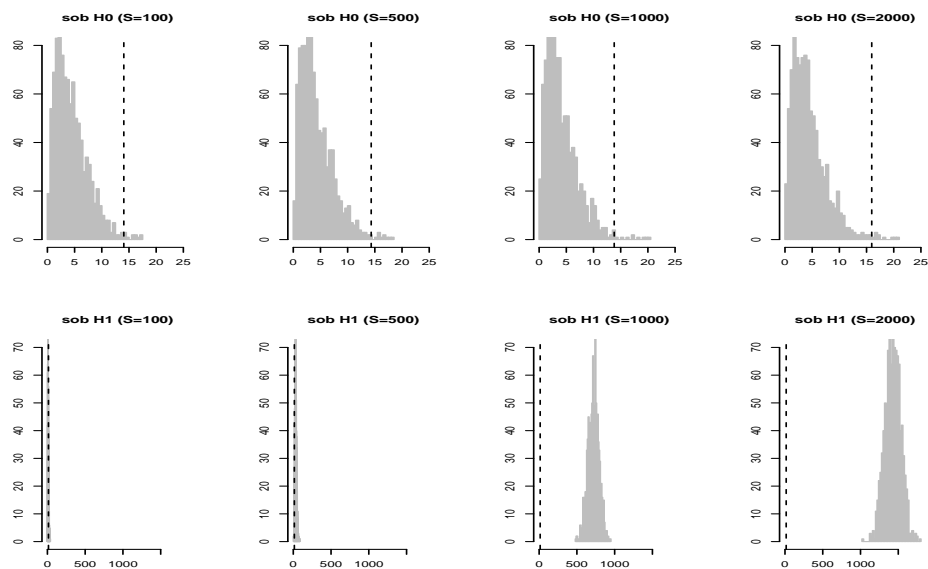 sob H0 (S=100)
sob H0 (S=500)
sob H0 (S=1000)
sob H0 (S=2000)
0 20 40 60 80
0 20 40 60 80
0 20 40 60 80
0 20 40 60 80
0 5 10 15 20 25
0 5 10 15 20 25
0 5 10 15 20 25
0 5 10 15 20 25
sob H1 (S=100)
sob H1 (S=500)
sob H1 (S=1000)
sob H1 (S=2000)
0 10 20 30 40 50 60 70
0 10 20 30 40 50 60 70
0 10 20 30 40 50 60 70
0 10 20 30 40 50 60 70
0 500 1000
0 500 1000
0 500 1000
0 500 1000